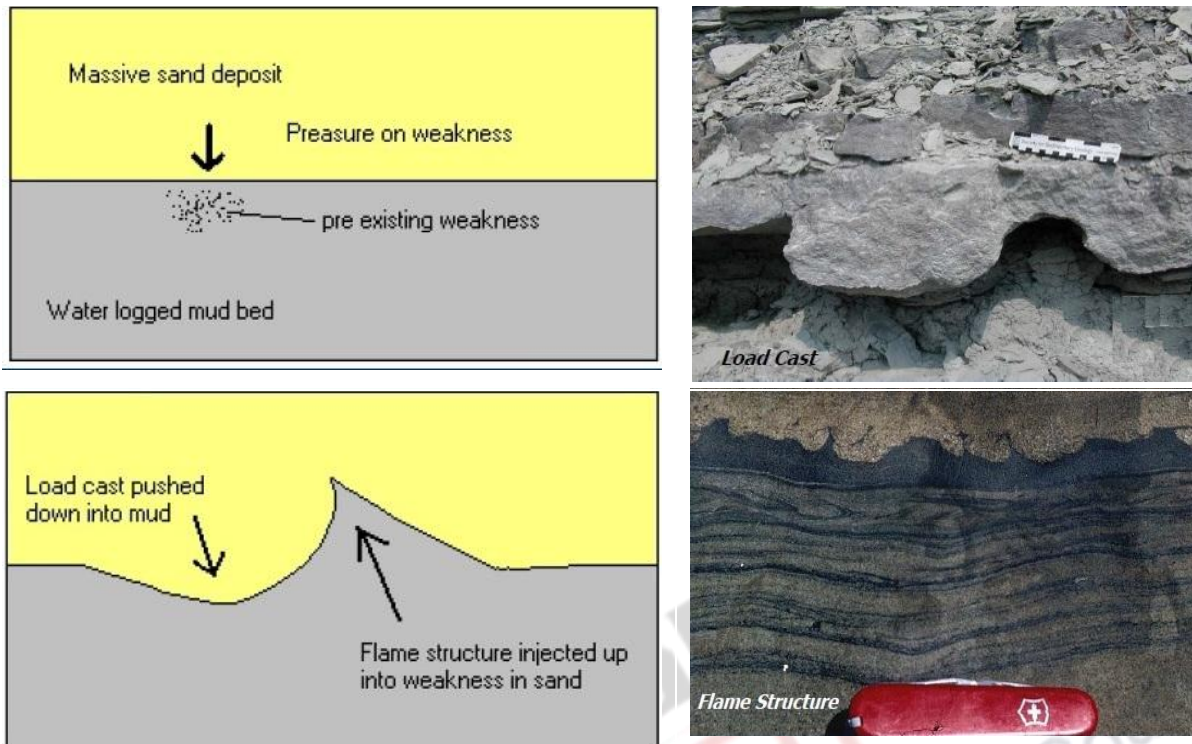 Massive sand deposit
Preasure on weakness
pre existing weakness
Water logged mud bed
Load Cast
Load cast pushed
down into mud
Flame structure injected up
into weakness in sand
Flame Structure